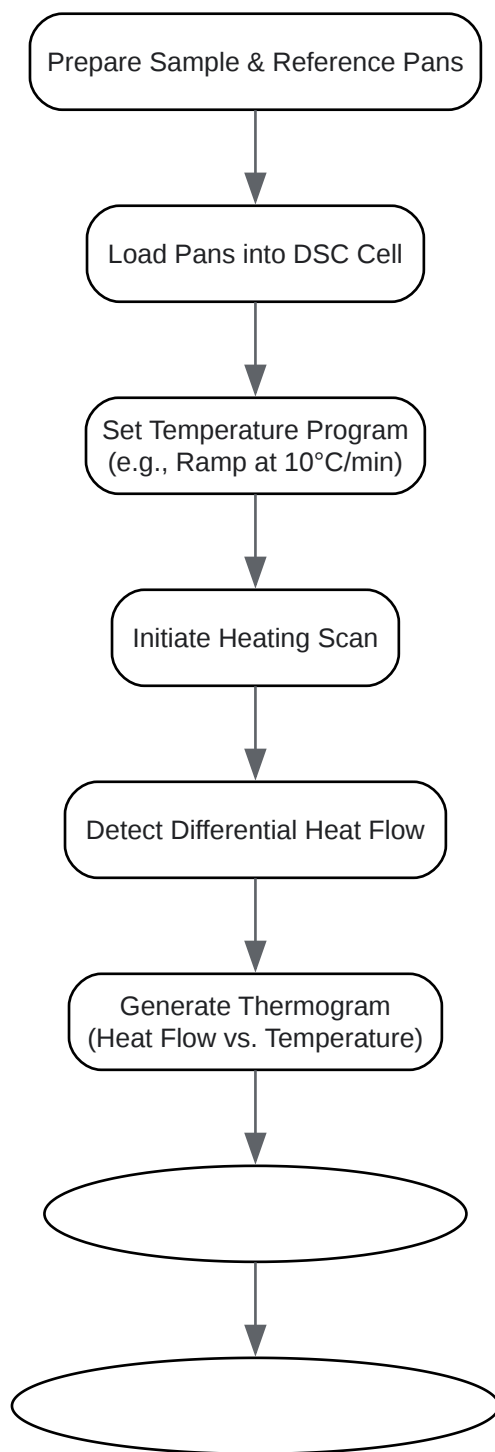 Prepare Sample & Reference Pans
Load Pans into DSC Cell
Set Temperature Program
(e.g., Ramp at 10°C/min)
Initiate Heating Scan
Detect Differential Heat Flow
Generate Thermogram
(Heat Flow vs. Temperature)